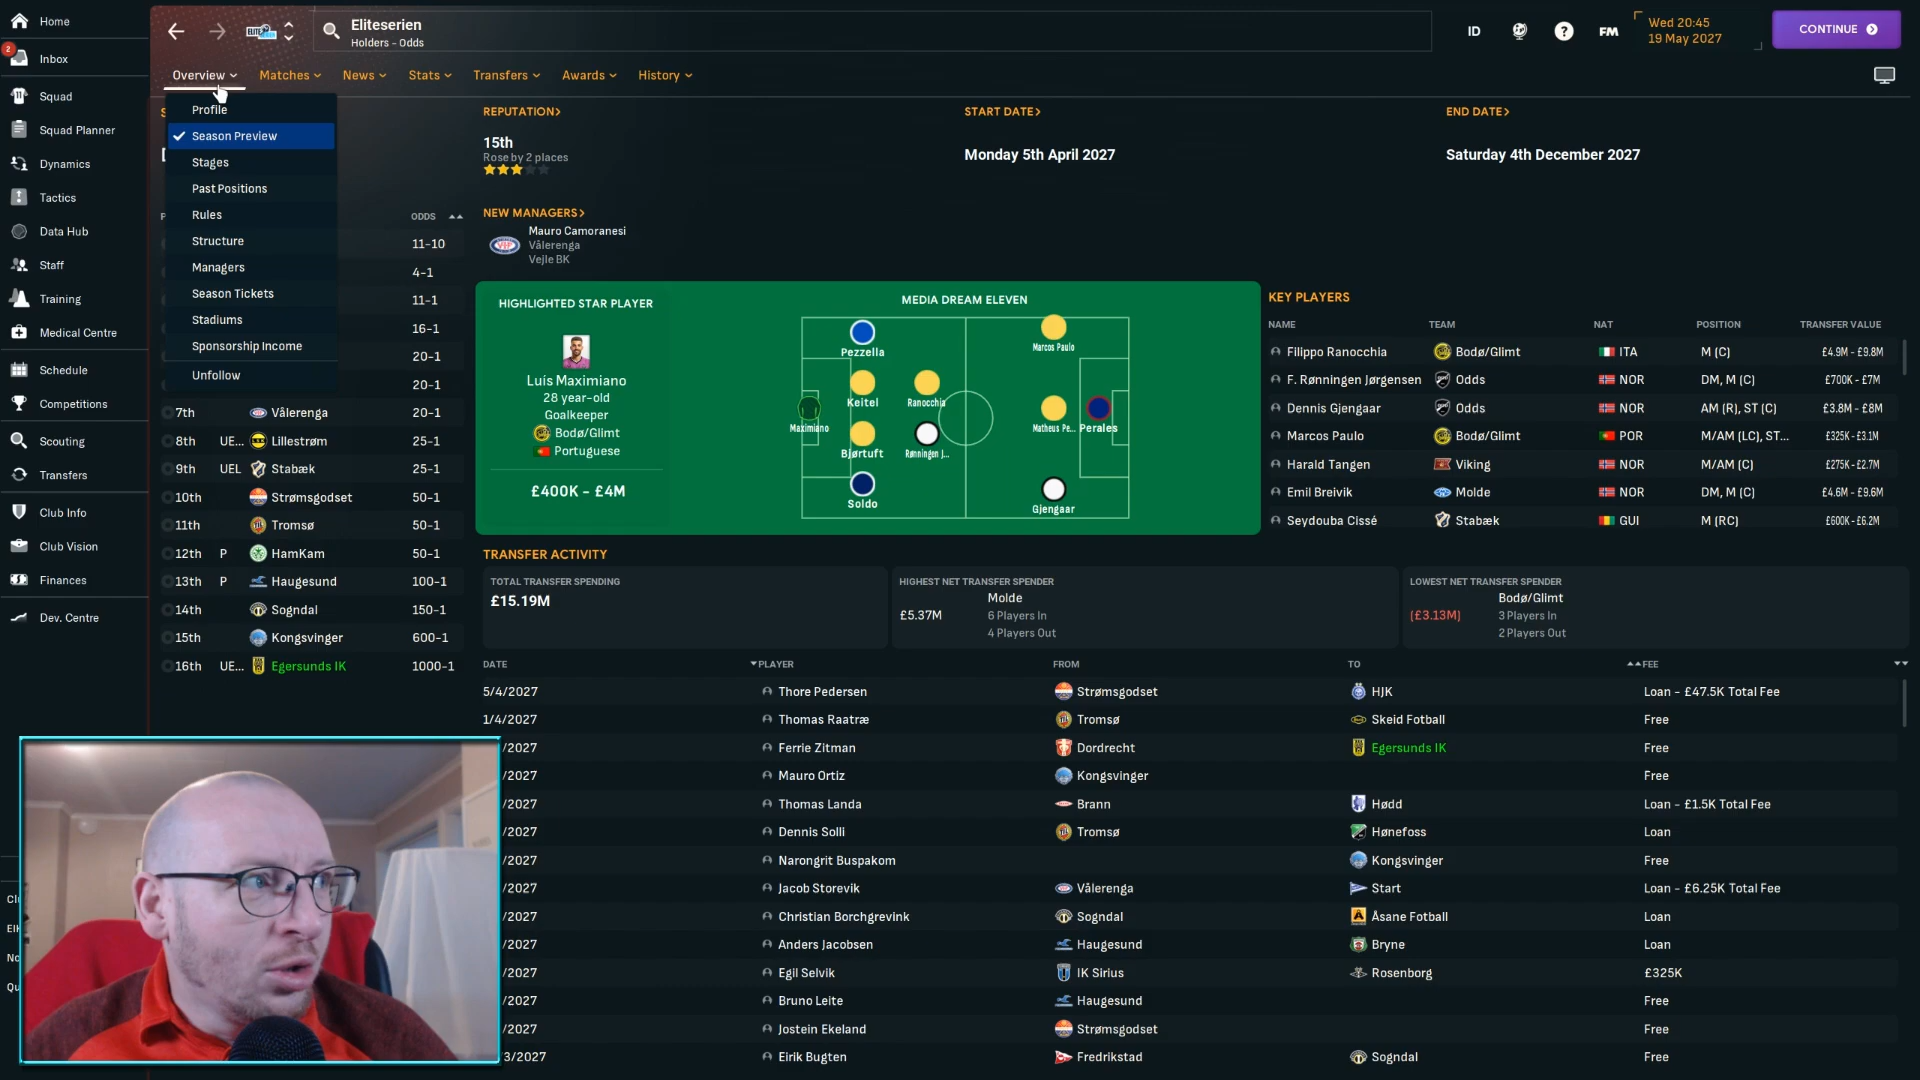 Home
2
Inbox
Squad
Squad Planner
Dynamics
Tactics
Data Hub
Staff
Training
Medical Centre
Schedule
Competitions
Scouting
Transfers
Club Info
Club Vision
Finances
Dev. Centre
Eliteserien
Holders - Odds
ID
FM
Wed 20:45
19 May 2027
CONTINUE
Overview
Matches
News
Stats
Transfers
Awards
History
Profile
Season Preview
Stages
Past Positions
Rules
Structure
Managers
Season Tickets
Stadiums
Sponsorship Income
Unfollow
REPUTATION>
15th
Rose by 2 places
START DATE>
Monday 5th April 2027
END DATE>
Saturday 4th December 2027
NEW MANAGERS>
Mauro Camoranesi
Vålerenga
Vejle BK
ODDS
11-10
4-1
11-1
16-1
20-1
20-1
7th Vålerenga 20-1
8th UE... Lillestrøm 25-1
9th UEL Stabæk 25-1
10th Strømsgodset 50-1
11th Tromsø 50-1
12th P HamKam 50-1
13th P Haugesund 100-1
14th Sogndal 150-1
15th Kongsvinger 600-1
16th UE... Egersunds IK 1000-1
HIGHLIGHTED STAR PLAYER
Luís Maximiano
28 year-old
Goalkeeper
Bodø/Glimt
Portuguese
£400K - £4M
MEDIA DREAM ELEVEN
Pezzella
Marcos Paulo
Keitel
Ranocchia
Maximiano
Matheus Pe...
Perales
Bjørtuft
Rønningen J...
Soldo
Gjengaar
KEY PLAYERS
NAME TEAM NAT POSITION TRANSFER VALUE
Filippo Ranocchia Bodø/Glimt ITA M (C) £4.9M - £9.8M
F. Rønningen Jørgensen Odds NOR DM, M (C) £700K - £7M
Dennis Gjengaar Odds NOR AM (R), ST (C) £3.8M - £8M
Marcos Paulo Bodø/Glimt POR M/AM (LC), ST... £325K - £3.1M
Harald Tangen Viking NOR M/AM (C) £275K - £2.7M
Emil Breivik Molde NOR DM, M (C) £4.6M - £9.6M
Seydouba Cissé Stabæk GUI M (RC) £600K - £6.2M
TRANSFER ACTIVITY
TOTAL TRANSFER SPENDING
£15.19M
HIGHEST NET TRANSFER SPENDER
Molde
£5.37M
6 Players In
4 Players Out
LOWEST NET TRANSFER SPENDER
Bodø/Glimt
(£3.13M)
3 Players In
2 Players Out
DATE PLAYER FROM TO FEE
5/4/2027 Thore Pedersen Strømsgodset HJK Loan - £47.5K Total Fee
1/4/2027 Thomas Raatræ Tromsø Skeid Fotball Free
/2027 Ferrie Zitman Dordrecht Egersunds IK Free
/2027 Mauro Ortiz Kongsvinger Free
/2027 Thomas Landa Brann Hødd Loan - £1.5K Total Fee
/2027 Dennis Solli Tromsø Hønefoss Loan
/2027 Narongrit Buspakom Kongsvinger Free
/2027 Jacob Storevik Vålerenga Start Loan - £6.25K Total Fee
/2027 Christian Borchgrevink Sogndal Åsane Fotball Loan
/2027 Anders Jacobsen Haugesund Bryne Loan
/2027 Egil Selvik IK Sirius Rosenborg £325K
/2027 Bruno Leite Haugesund Free
/2027 Jostein Ekeland Strømsgodset Free
/3/2027 Eirik Bugten Fredrikstad Sogndal Free